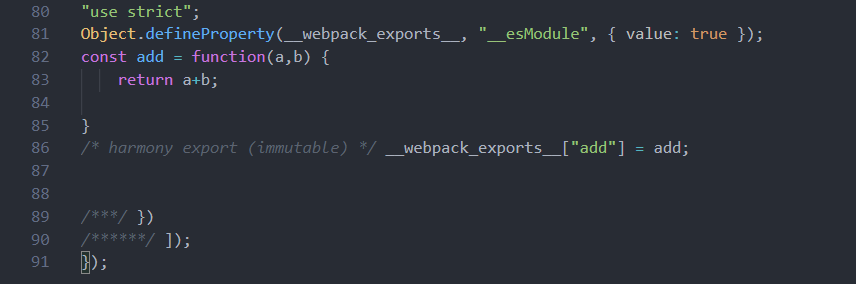 80 "use strict";
81 Object.defineProperty(__webpack_exports__, "__esModule", { value: true });
82 const add = function(a,b) {
83 return a+b;
84
85 }
86 /* harmony export (immutable) */ __webpack_exports__["add"] = add;
87
88
89 /***/ })
90 /******/ ]);
91 });